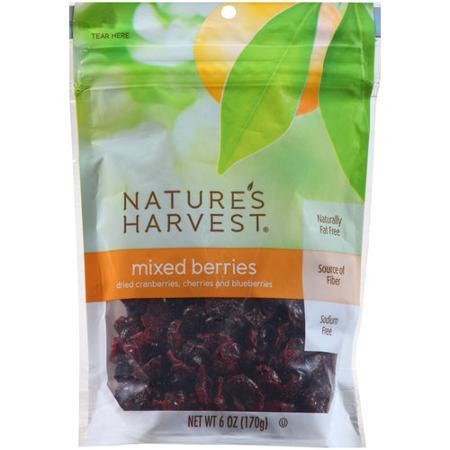 TEAR HERE
NATURE'S
HARVEST®
mixed berries
dried cranberries, cherries and blueberries
Naturally
Fat Free
Source of
Fiber
Sodium
Free
NET WT 6 OZ (170g) U